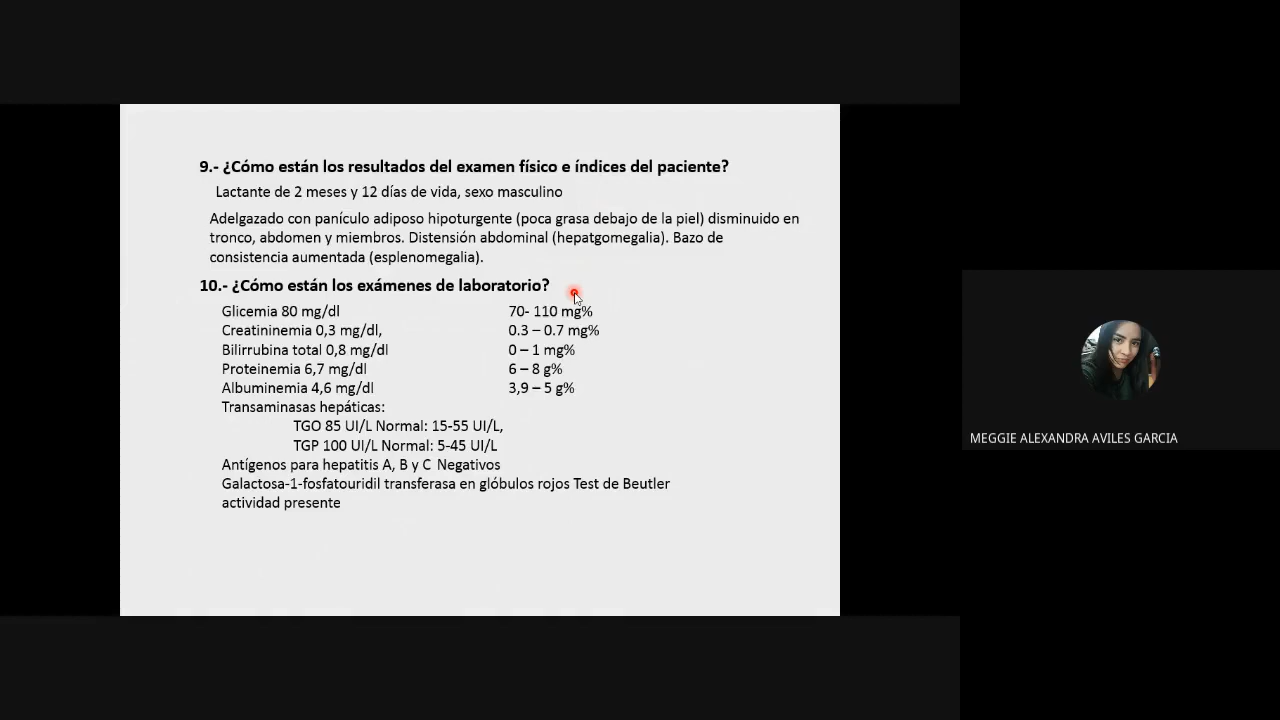 9.- ¿Cómo están los resultados del examen físico e índices del paciente?
Lactante de 2 meses y 12 días de vida, sexo masculino
Adelgazado con panículo adiposo hipoturgente (poca grasa debajo de la piel) disminuido en
tronco, abdomen y miembros. Distensión abdominal (hepatgomegalia). Bazo de
consistencia aumentada (esplenomegalia).
10.- ¿Cómo están los exámenes de laboratorio?
Glicemia 80 mg/dl 70- 110 mg%
Creatininemia 0,3 mg/dl, 0.3 – 0.7 mg%
Bilirrubina total 0,8 mg/dl 0 – 1 mg%
Proteinemia 6,7 mg/dl 6 – 8 g%
Albuminemia 4,6 mg/dl 3,9 – 5 g%
Transaminasas hepáticas:
TGO 85 UI/L Normal: 15-55 UI/L,
TGP 100 UI/L Normal: 5-45 UI/L
Antígenos para hepatitis A, B y C Negativos
Galactosa-1-fosfatouridil transferasa en glóbulos rojos Test de Beutler
actividad presente
MEGGIE ALEXANDRA AVILES GARCIA